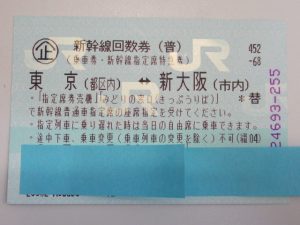 企 新幹線回数券(普) 452
(乗車券・新幹線指定席特急券) -68
東 京(都区内) ↔ 新大阪(市内)
・「指定席券売機」「みどりの窓口(きっぷうりば)」 *替
で新幹線普通車指定席の座席指定を受けてください。
・指定列車に乗り遅れた時は当日の自由席に乗車できます。
・途中下車、乗車変更(乗車列車の変更を除く)不可(福04)
24693-255